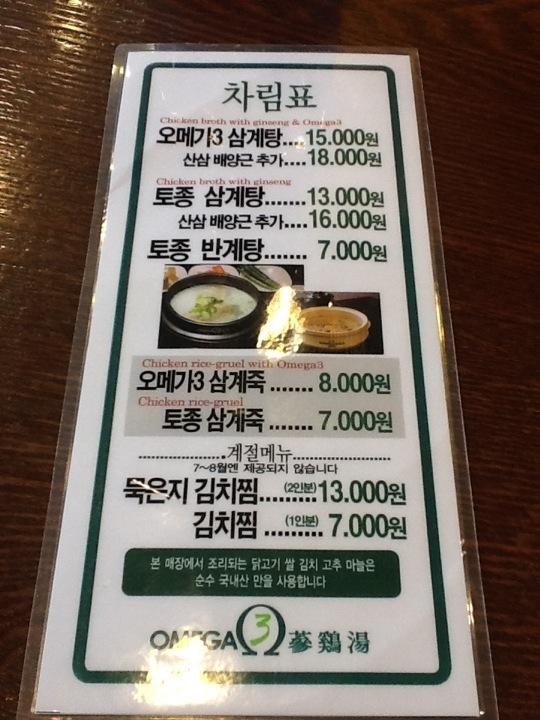 차림표
Chicken broth with ginseng & Omega3
오메가3 삼계탕....15.000원
산삼 배양근 추가....18.000원
Chicken broth with ginseng
토종 삼계탕......13.000원
산삼 배양근 추가....16.000원
토종 반계탕....... 7.000원
Chicken rice-gruel with Omega3
오메가3 삼계죽....... 8.000원
Chicken rice-gruel
토종 삼계죽....... 7.000원
계절메뉴
7~8월엔 제공되지 않습니다
묵은지 김치찜.........(2인분)13.000원
김치찜....(1인분)..7.000원
본 매장에서 조리되는 닭고기 쌀 김치 고추 마늘은
순수 국내산 만을 사용합니다
OMEGA Ω3 蔘鷄湯